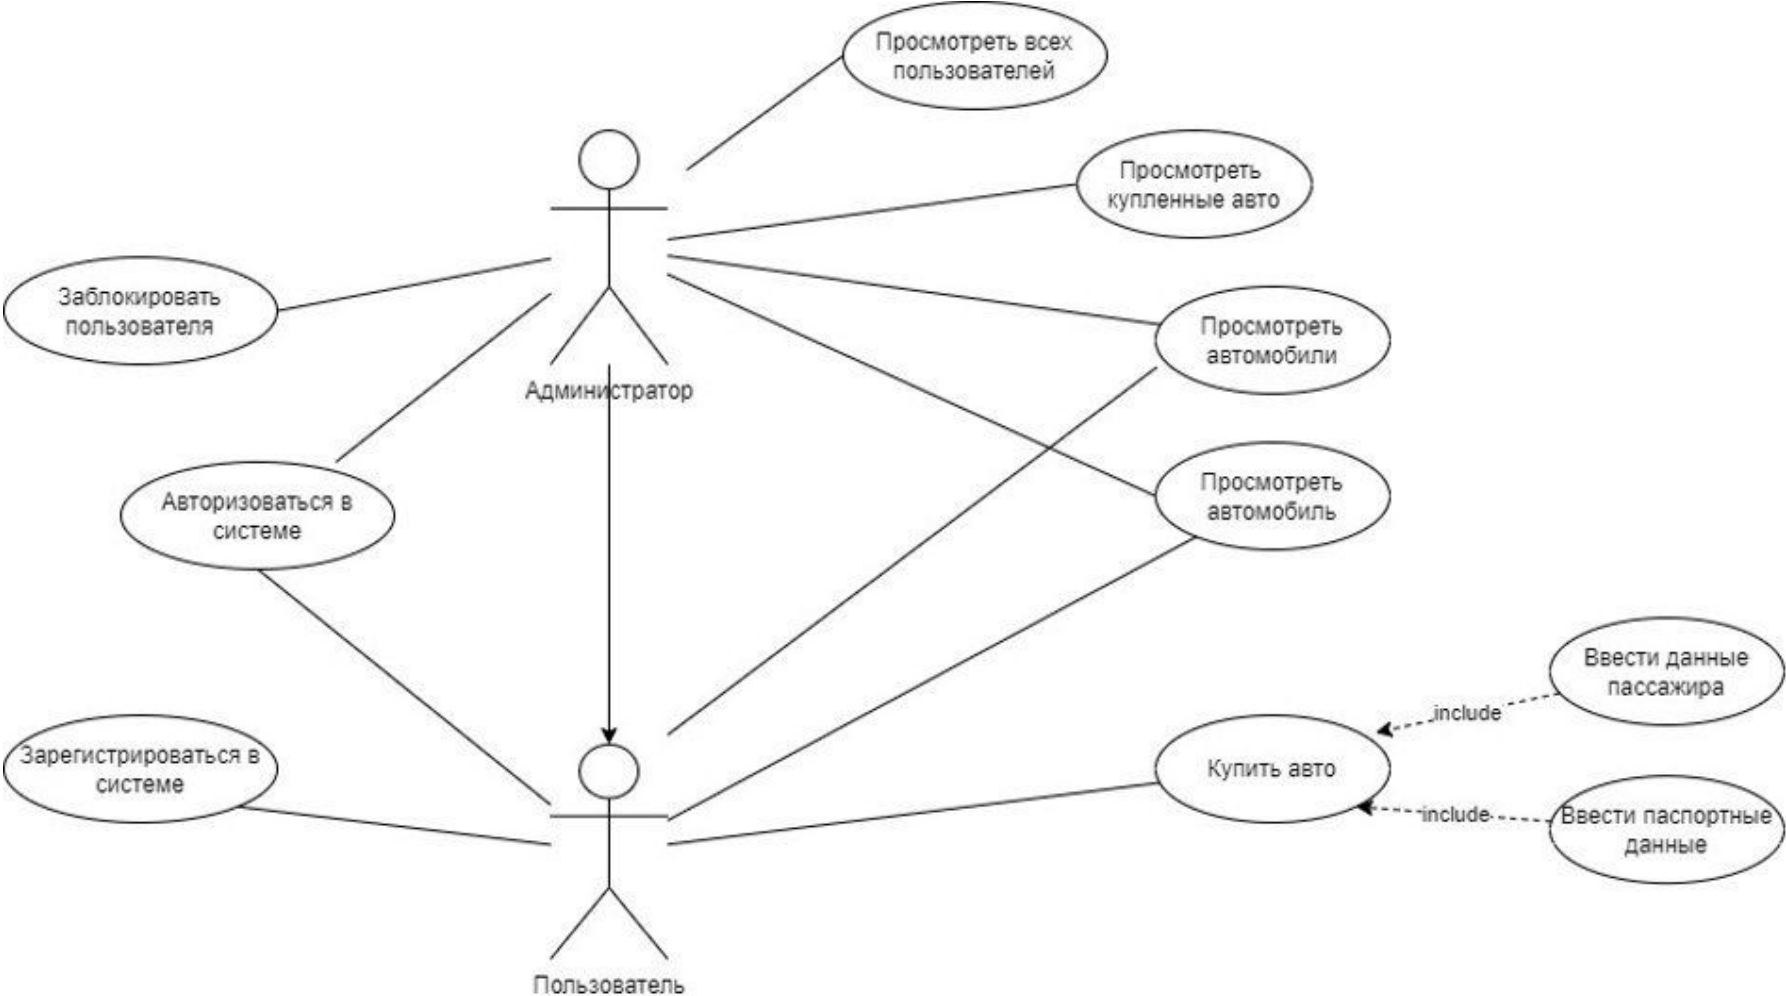 Просмотреть всех
пользователей
Просмотреть
купленные авто
Заблокировать
пользователя
Просмотреть
автомобили
Администратор
Авторизоваться в
системе
Просмотреть
автомобиль
Ввести данные
пассажира
include
Зарегистрироваться в
системе
Купить авто
include
Ввести паспортные
данные
Пользователь